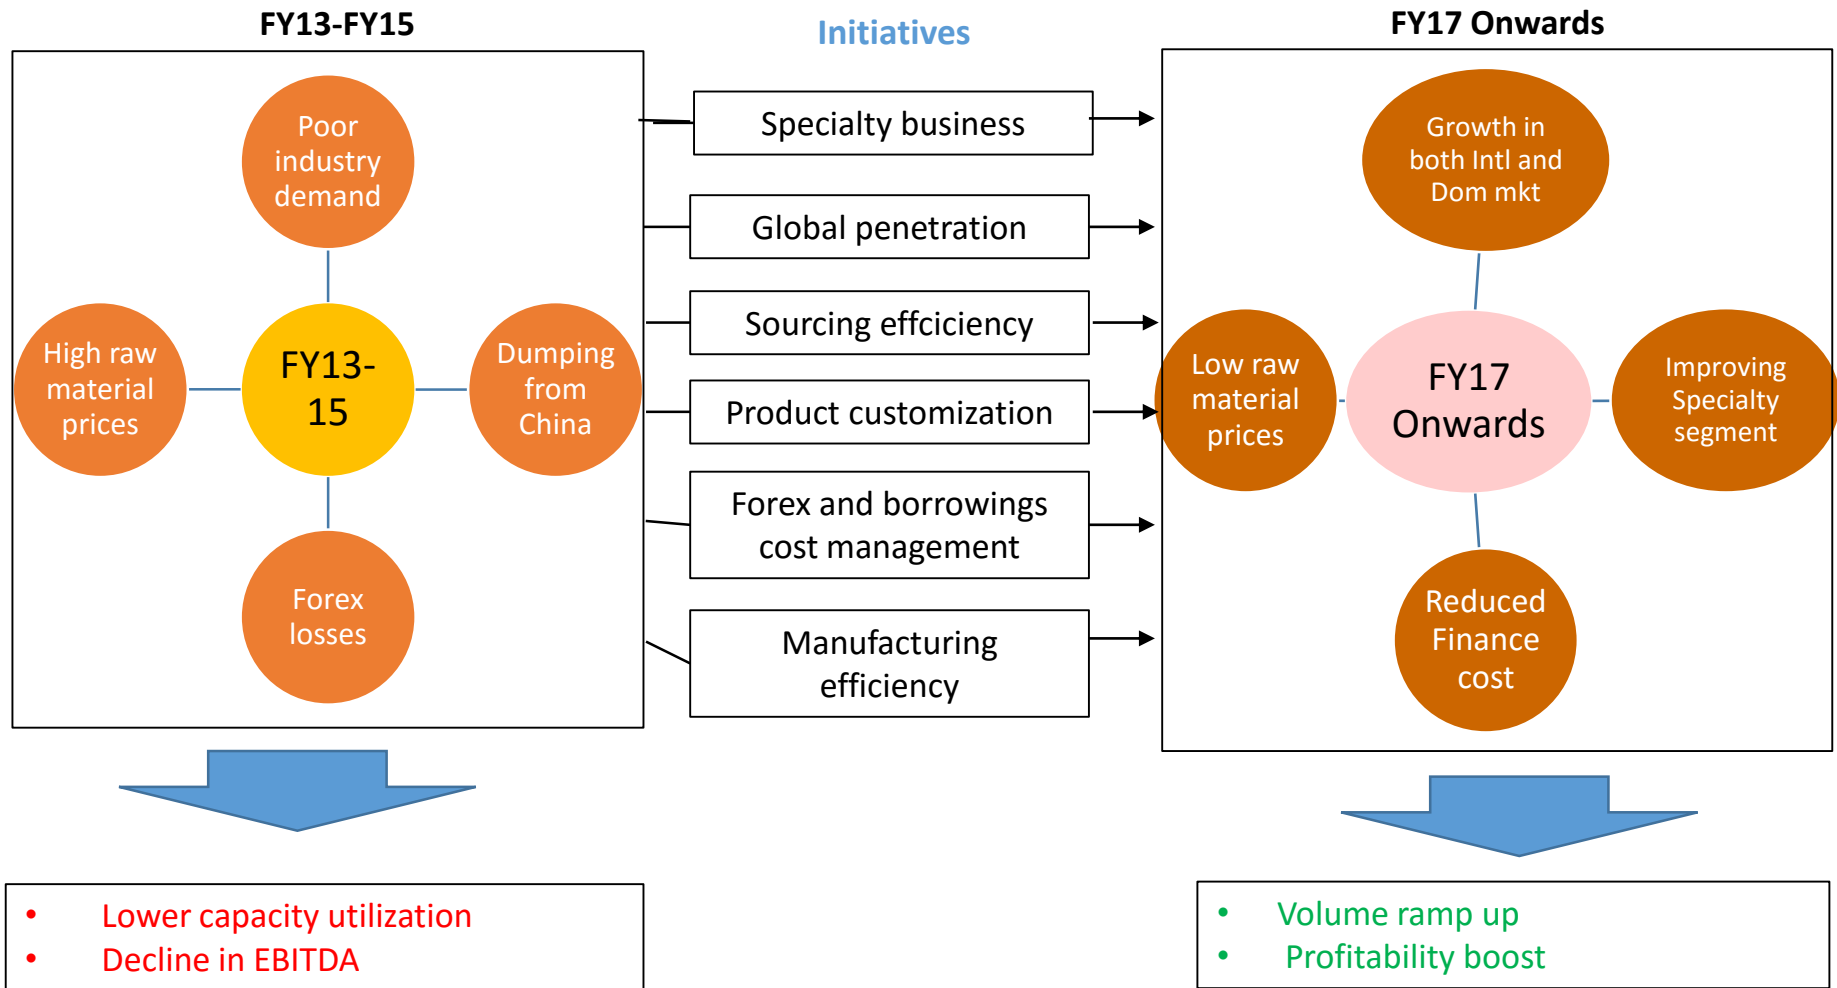 FY13-FY15
Poor
industry
demand
High raw
material
prices
FY13-
15
Dumping
from
China
Forex
losses
• Lower capacity utilization
• Decline in EBITDA
Initiatives
Specialty business
Global penetration
Sourcing effciciency
Product customization
Forex and borrowings
cost management
Manufacturing
efficiency
FY17 Onwards
Growth in
both Intl and
Dom mkt
Low raw
material
prices
FY17
Onwards
Improving
Specialty
segment
Reduced
Finance
cost
• Volume ramp up
• Profitability boost